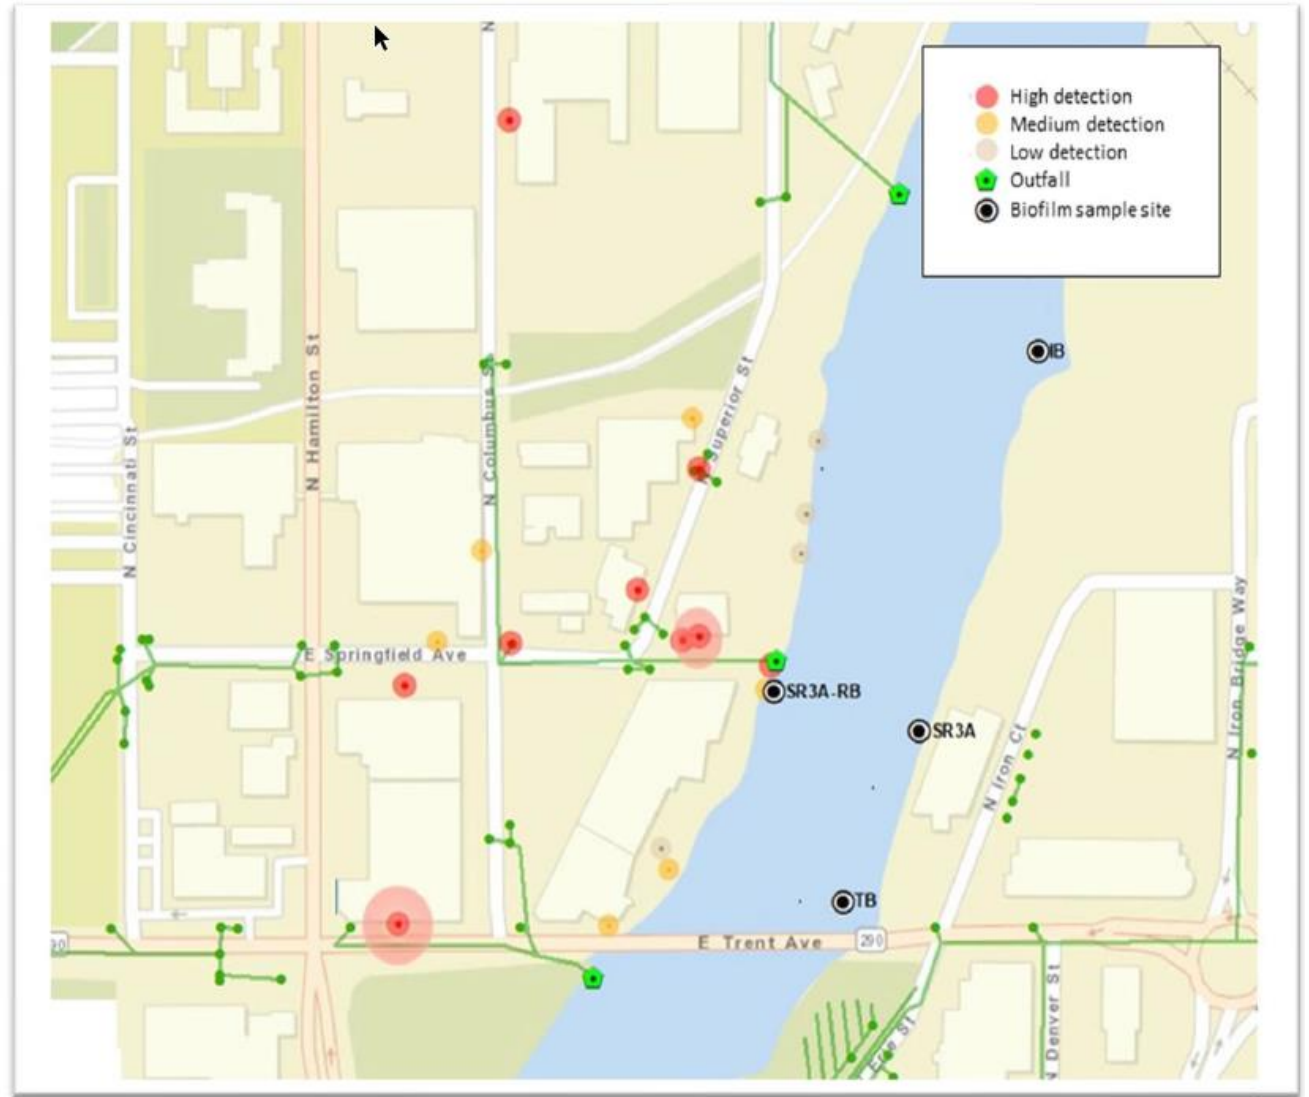 N
High detection
Medium detection
Low detection
Outfall
Biofilm sample site
IB
N Superior St
N Hamilton St
N Columbus St
N Cincinnati St
E Springfield Ave
SR3A-RB
SR3A
N Iron Ct
N Iron Bridge Way
TB
E Trent Ave
290
90
N Denver St
Erie St